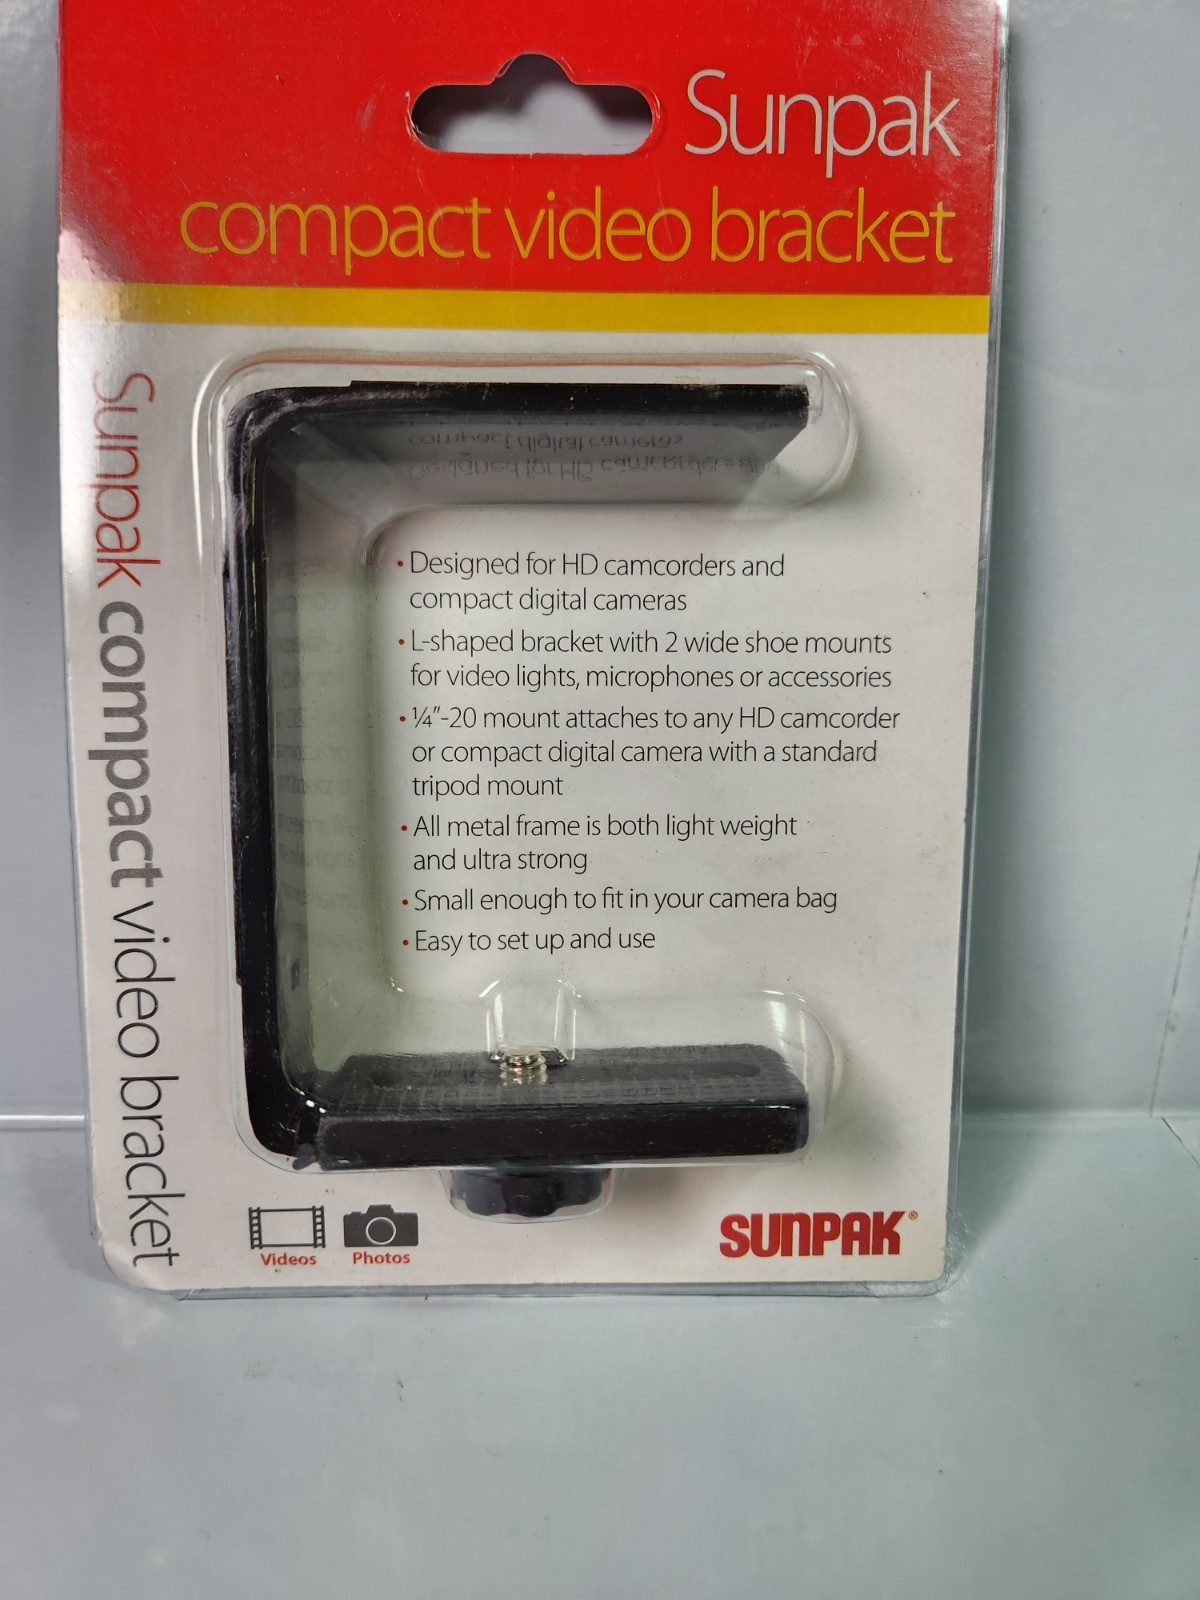 Sunpak
compact video bracket
Sunpak compact video bracket
• Designed for HD camcorders and
compact digital cameras
• L-shaped bracket with 2 wide shoe mounts
for video lights, microphones or accessories
• ¼"-20 mount attaches to any HD camcorder
or compact digital camera with a standard
tripod mount
• All metal frame is both light weight
and ultra strong
• Small enough to fit in your camera bag
• Easy to set up and use
Videos
Photos
SUNPAK®